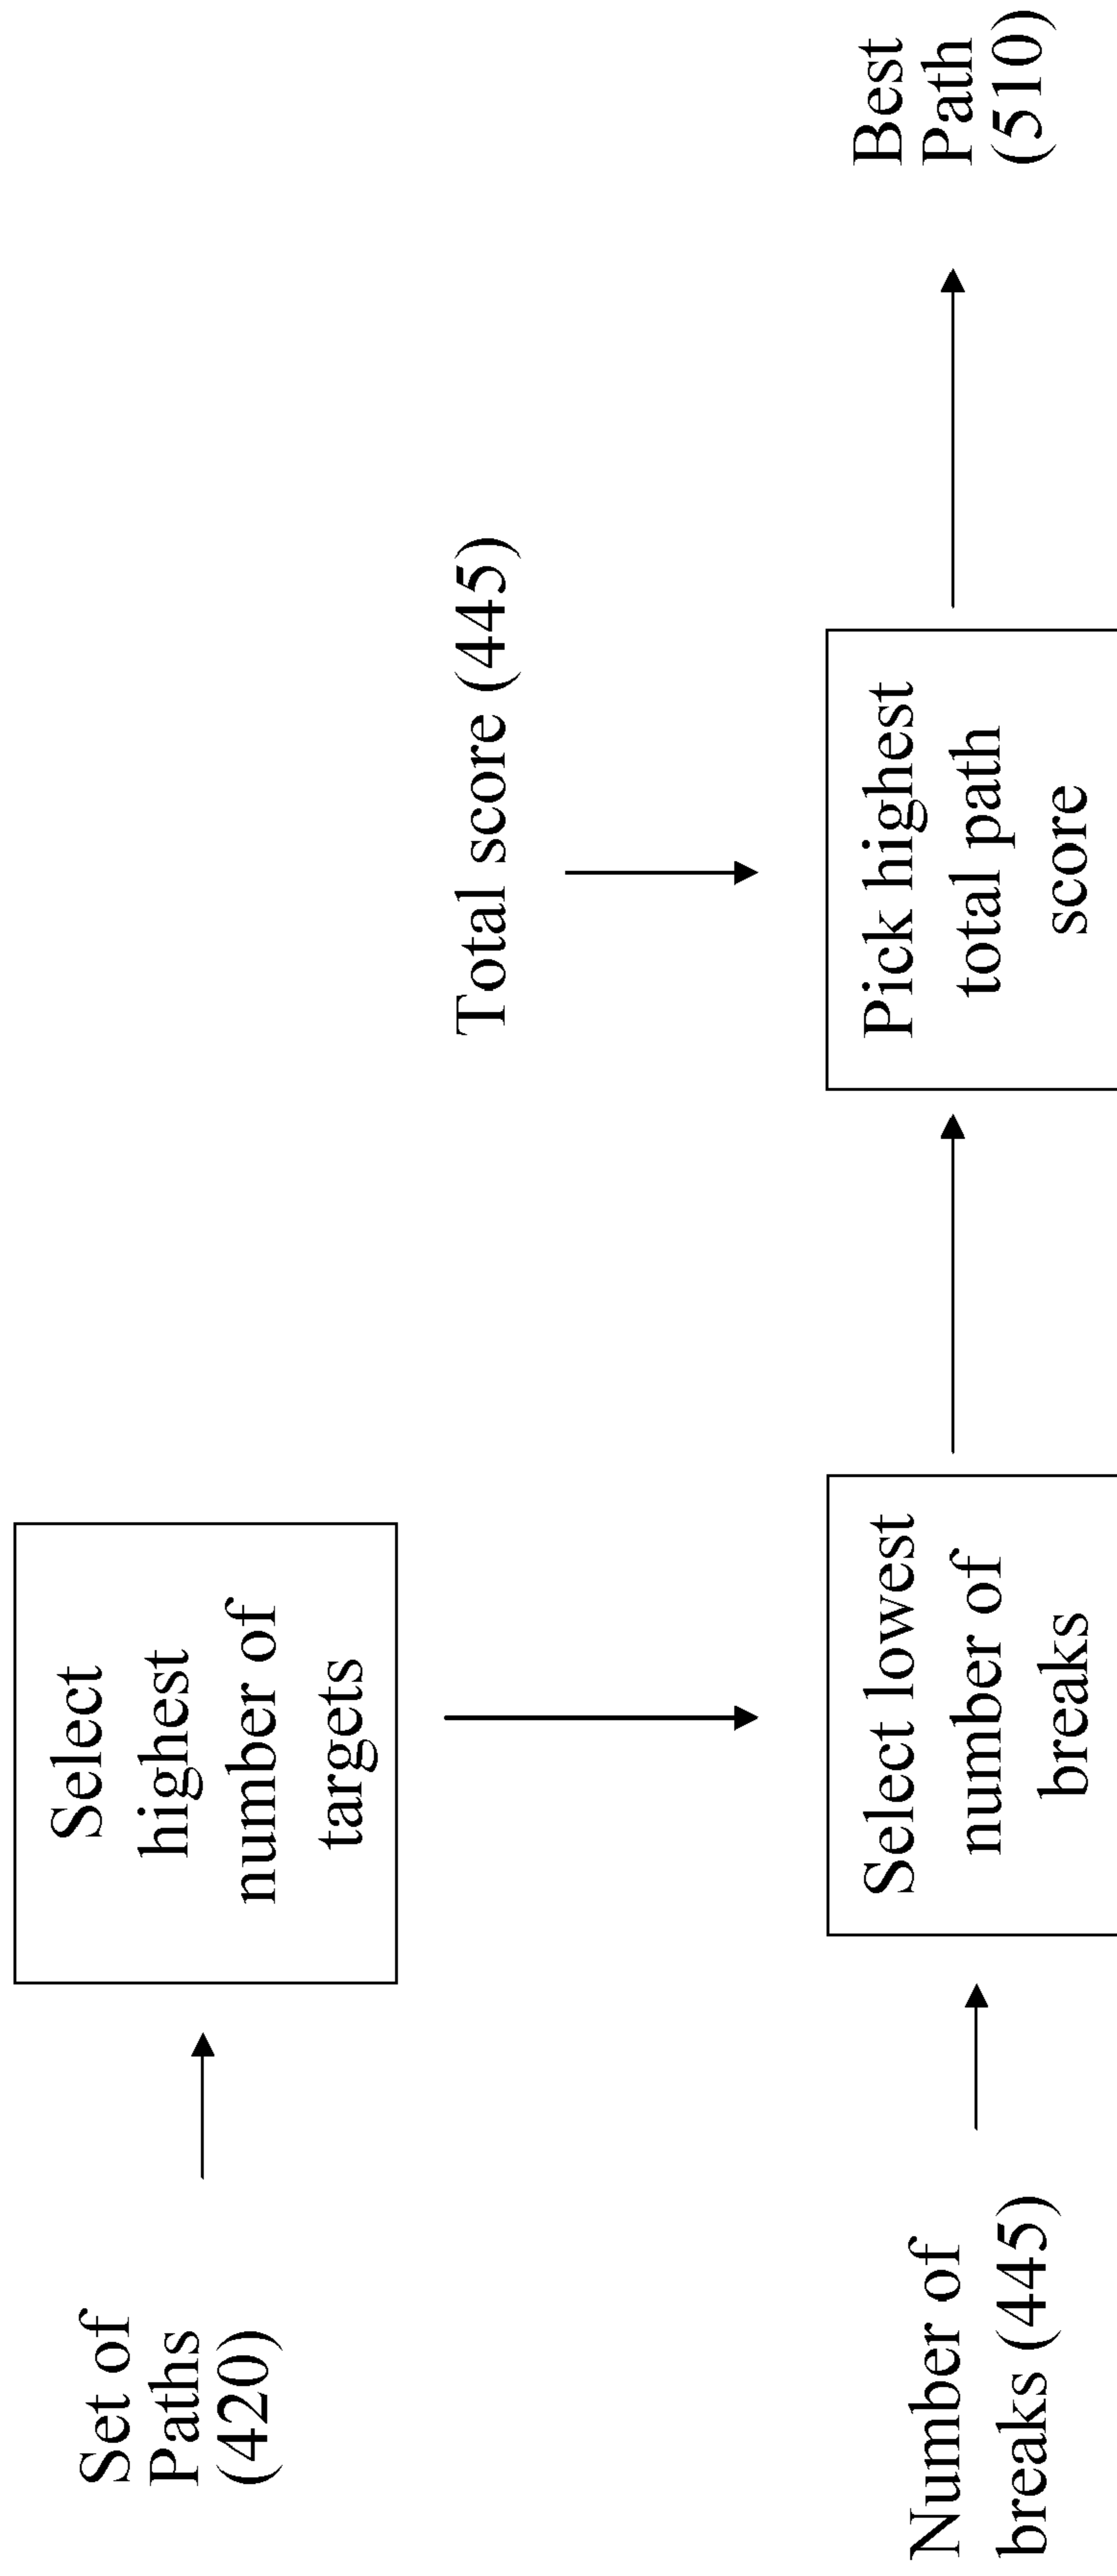 Set of
Paths
(420)
Select
highest
number of
targets
Total score (445)
Number of
breaks (445)
Select lowest
number of
breaks
Pick highest
total path
score
Best
Path
(510)